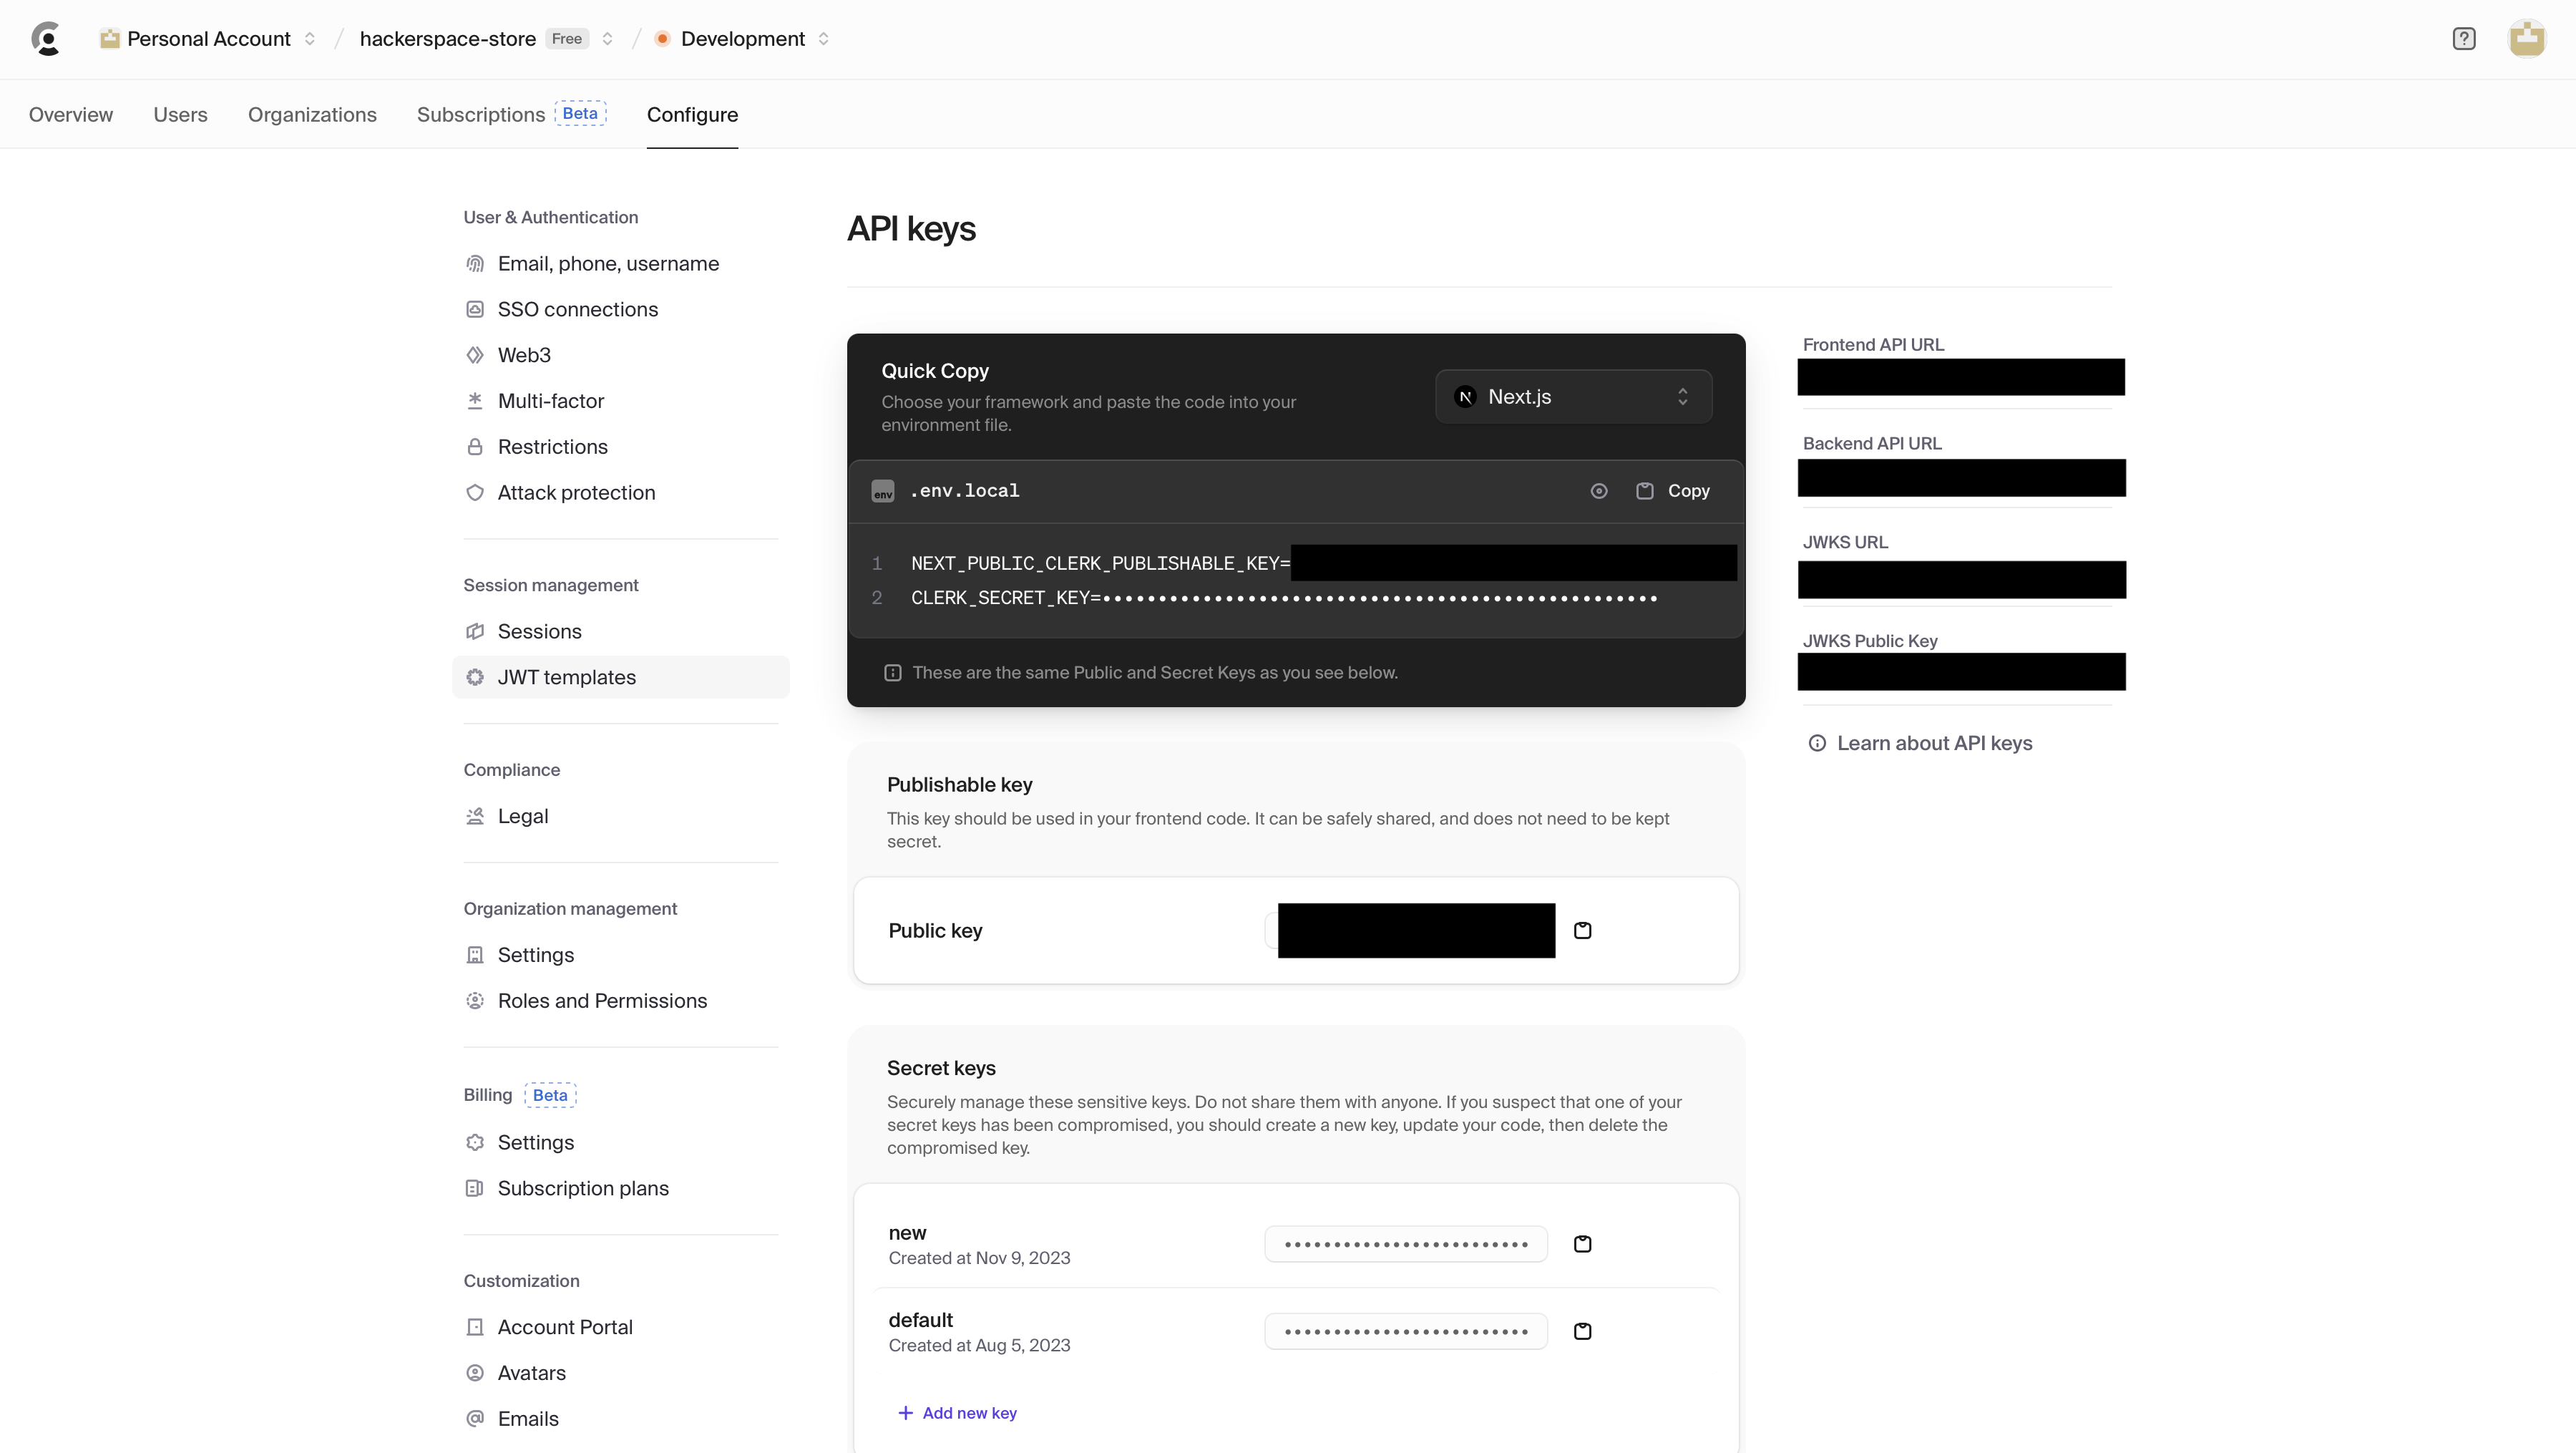 Personal Account / hackerspace-store Free / Development
Overview Users Organizations Subscriptions Beta Configure
User & Authentication
Email, phone, username
SSO connections
Web3
Multi-factor
Restrictions
Attack protection
Session management
Sessions
JWT templates
Compliance
Legal
Organization management
Settings
Roles and Permissions
Billing Beta
Settings
Subscription plans
Customization
Account Portal
Avatars
Emails
API keys
Quick Copy
Choose your framework and paste the code into your
environment file.
N Next.js
env .env.local Copy
1 NEXT_PUBLIC_CLERK_PUBLISHABLE_KEY=
2 CLERK_SECRET_KEY=••••••••••••••••••••••••••••••••••••••••••••••••••
These are the same Public and Secret Keys as you see below.
Publishable key
This key should be used in your frontend code. It can be safely shared, and does not need to be kept
secret.
Public key
Secret keys
Securely manage these sensitive keys. Do not share them with anyone. If you suspect that one of your
secret keys has been compromised, you should create a new key, update your code, then delete the
compromised key.
new
Created at Nov 9, 2023
•••••••••••••••••••••••••
default
Created at Aug 5, 2023
•••••••••••••••••••••••••
+ Add new key
Frontend API URL
Backend API URL
JWKS URL
JWKS Public Key
Learn about API keys